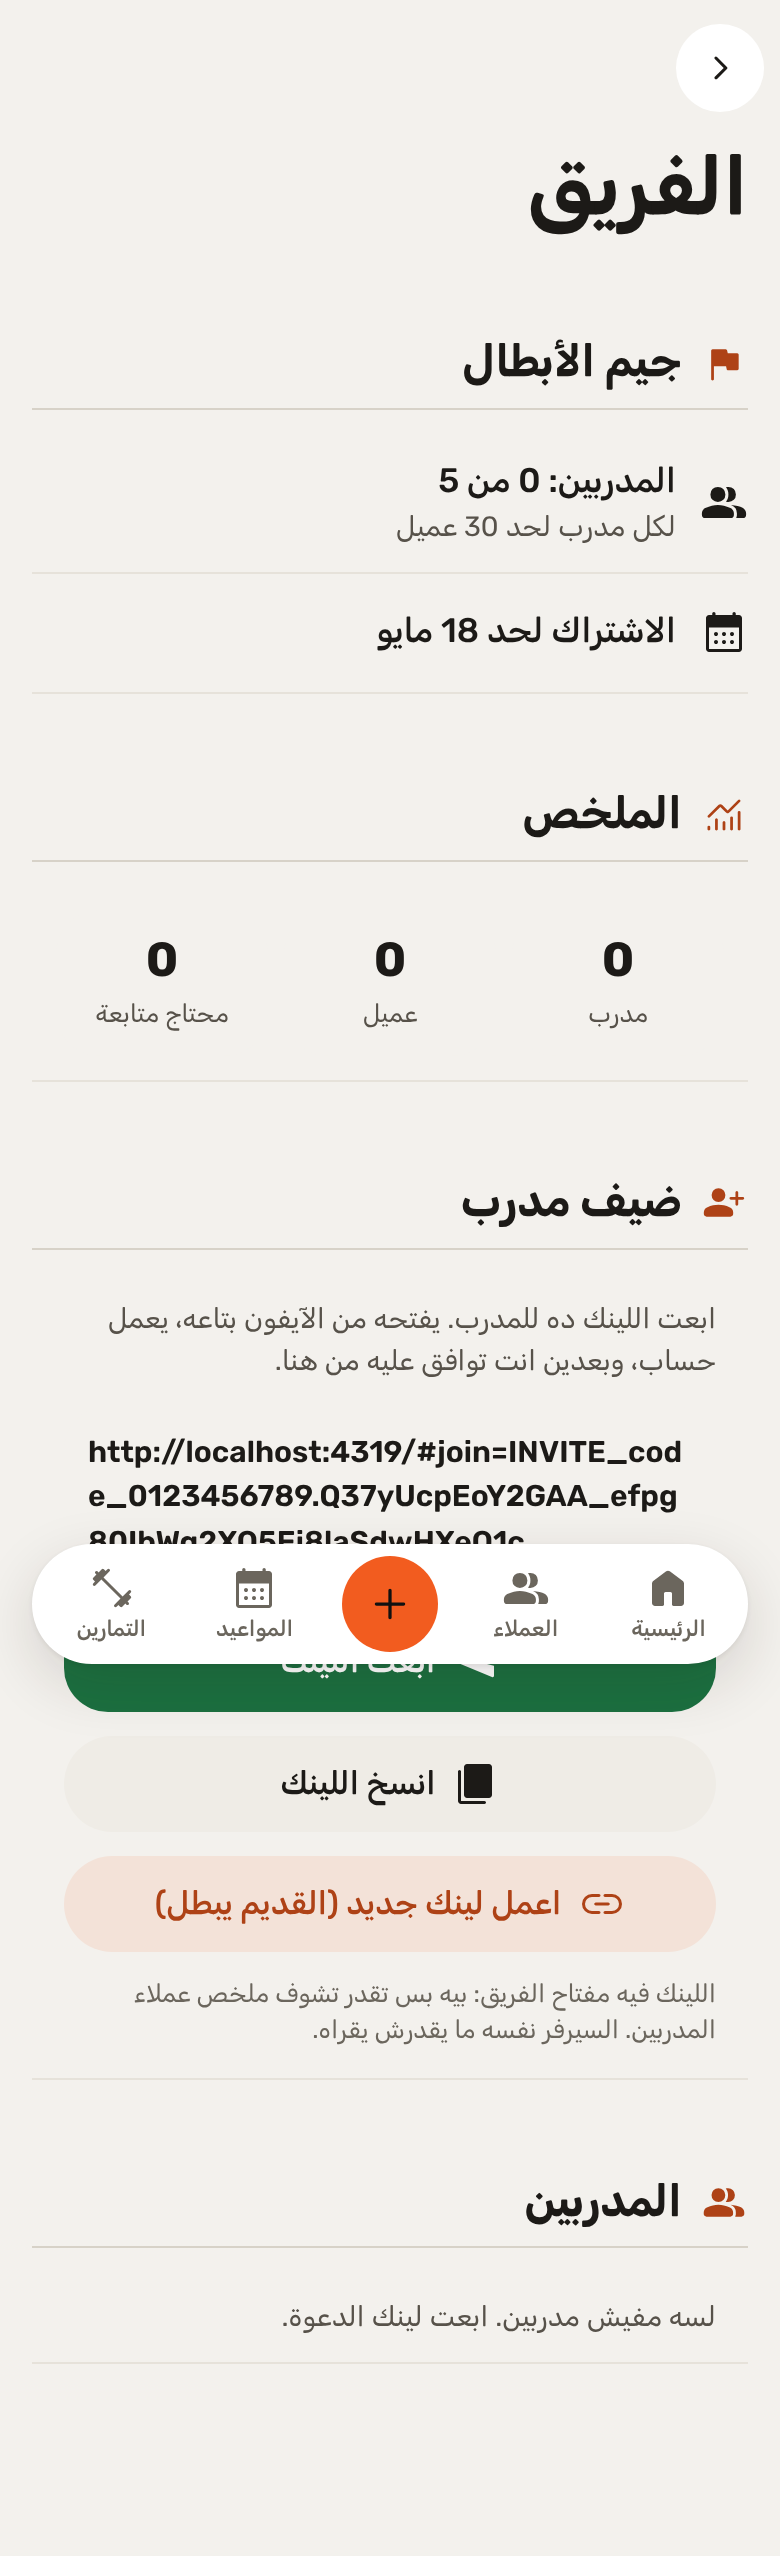 الفريق
جيم الأبطال
المدربين: 0 من 5
لكل مدرب لحد 30 عميل
الاشتراك لحد 18 مايو
الملخص
0
مدرب
0
عميل
0
محتاج متابعة
ضيف مدرب
ابعت اللينك ده للمدرب. يفتحه من الآيفون بتاعه، يعمل
حساب، وبعدين انت توافق عليه من هنا.
http://localhost:4319/#join=INVITE_cod
e_0123456789.Q37yUcpEoY2GAA_efpg
الرئيسية
العملاء
المواعيد
التمارين
ابعت اللينك
انسخ اللينك
اعمل لينك جديد (القديم يبطل)
اللينك فيه مفتاح الفريق: بيه بس تقدر تشوف ملخص عملاء
المدربين. السيرفر نفسه ما يقدرش يقراه.
المدربين
لسه مفيش مدربين. ابعت لينك الدعوة.